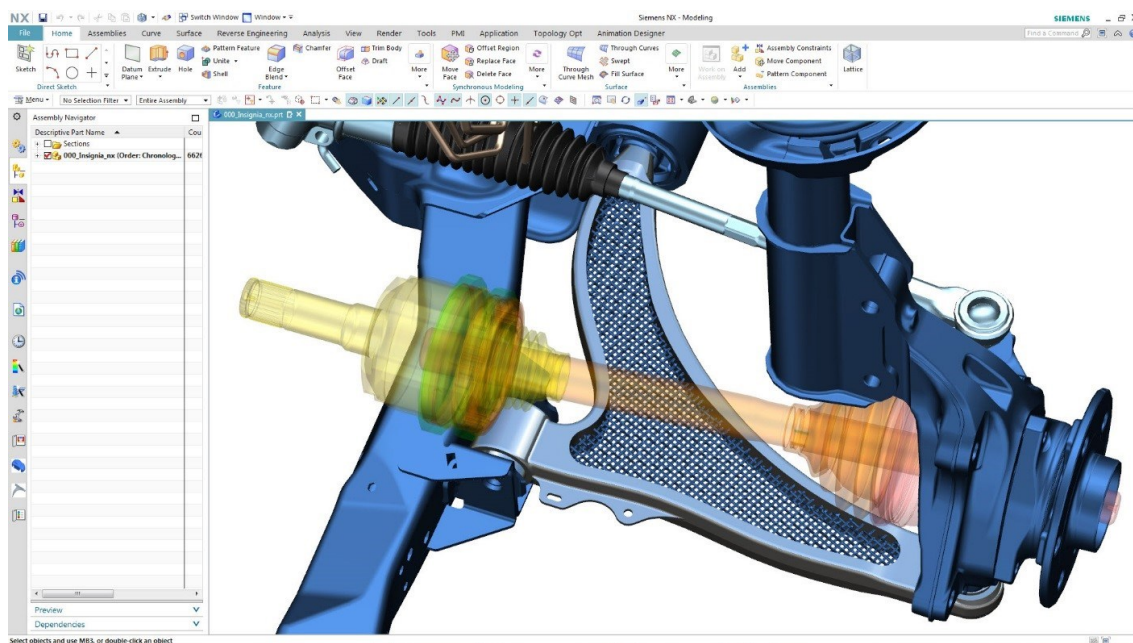 NX Switch Window Window Siemens NX - Modeling SIEMENS
File Home Assemblies Curve Surface Reverse Engineering Analysis View Render Tools PMI Application Topology Opt Animation Designer Find a Command
Sketch Datum Plane Extrude Hole Pattern Feature Unite Shell Edge Blend Chamfer Offset Face Trim Body Draft More Move Face Offset Region Replace Face Delete Face More Through Curve Mesh Through Curves Swept Fill Surface More Work on Assembly Add Assembly Constraints Move Component Pattern Component Lattice
Direct Sketch Feature Synchronous Modeling Surface Assemblies
Menu No Selection Filter Entire Assembly
Assembly Navigator 000_Insignia_nx.prt
Descriptive Part Name Cou
Sections
000_Insignia_nx (Order: Chronolog... 6626
Preview
Dependencies
Select objects and use MB3, or double-click an object